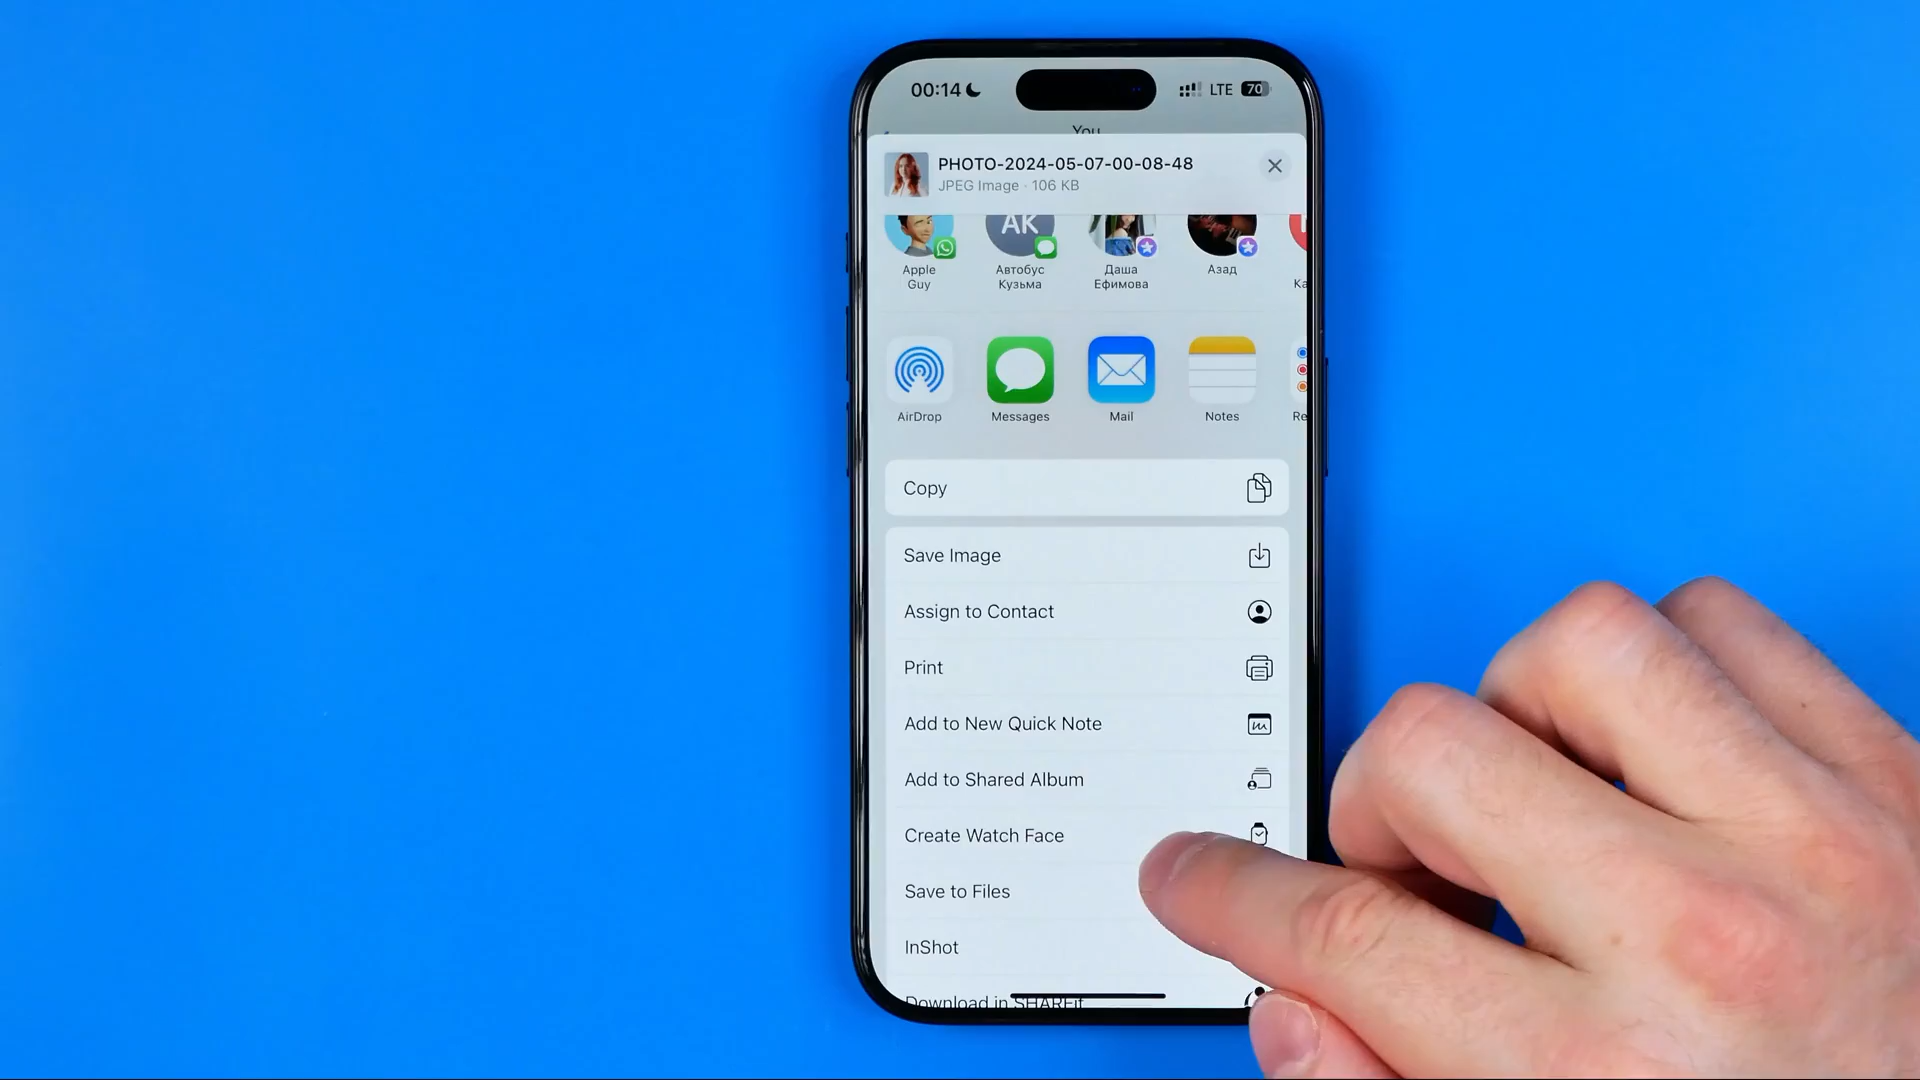 00:14 LTE 70
You
PHOTO-2024-05-07-00-08-48
JPEG Image · 106 KB
AK
Apple Guy
Автобус Кузьма
Даша Ефимова
Азад
Ка
AirDrop
Messages
Mail
Notes
Re
Copy
Save Image
Assign to Contact
Print
Add to New Quick Note
Add to Shared Album
Create Watch Face
Save to Files
InShot
Download in SHAREit